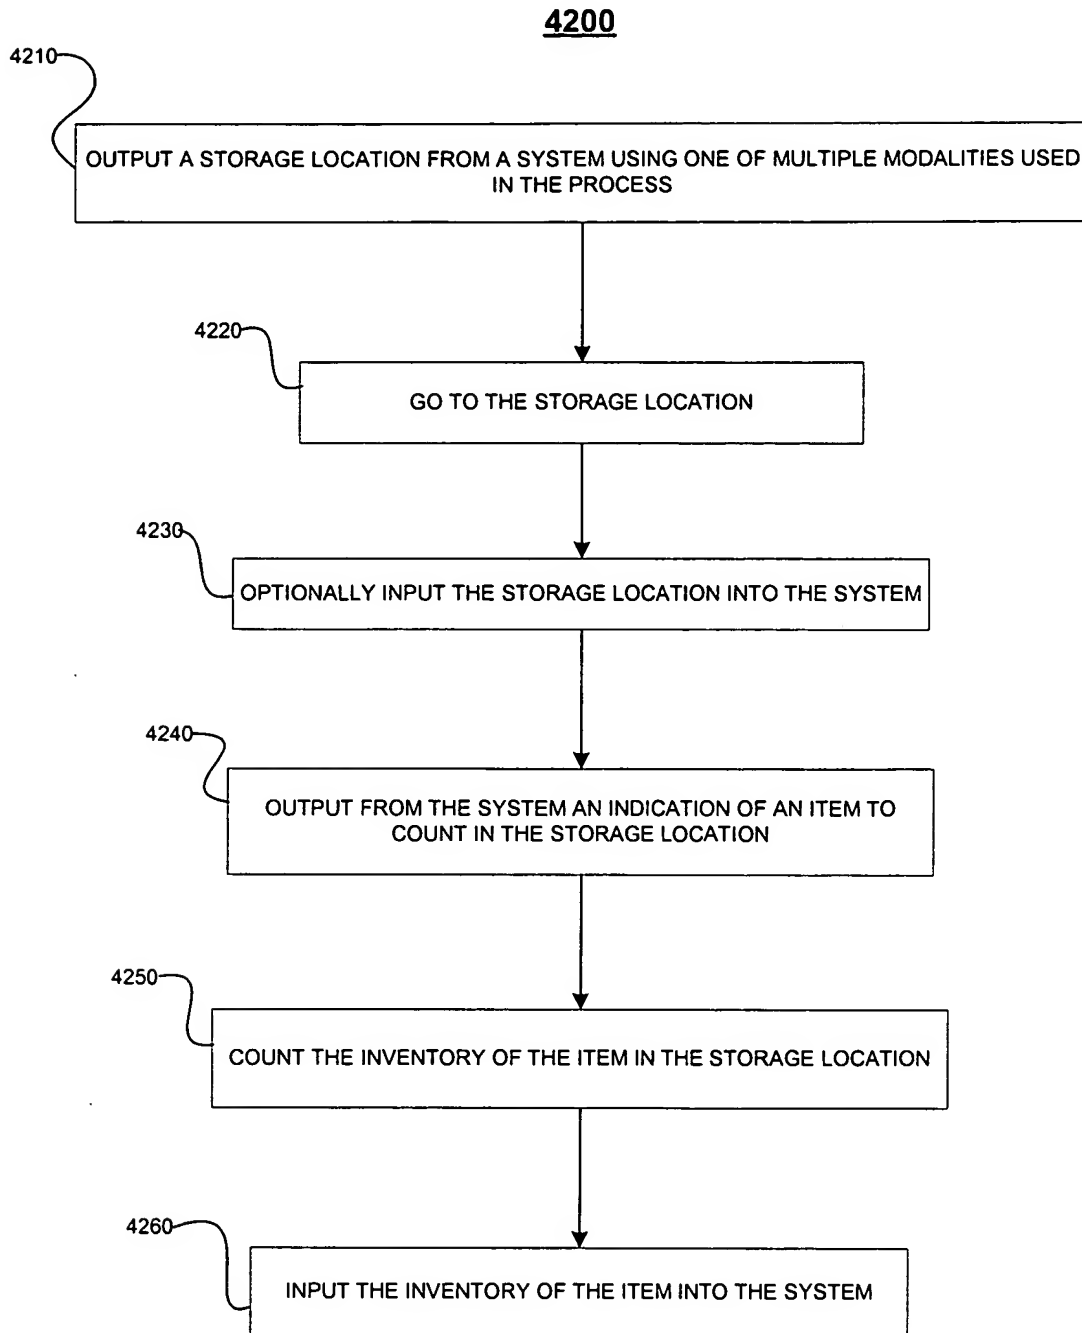 4200
4210
OUTPUT A STORAGE LOCATION FROM A SYSTEM USING ONE OF MULTIPLE MODALITIES USED
IN THE PROCESS
4220
GO TO THE STORAGE LOCATION
4230
OPTIONALLY INPUT THE STORAGE LOCATION INTO THE SYSTEM
4240
OUTPUT FROM THE SYSTEM AN INDICATION OF AN ITEM TO
COUNT IN THE STORAGE LOCATION
4250
COUNT THE INVENTORY OF THE ITEM IN THE STORAGE LOCATION
4260
INPUT THE INVENTORY OF THE ITEM INTO THE SYSTEM